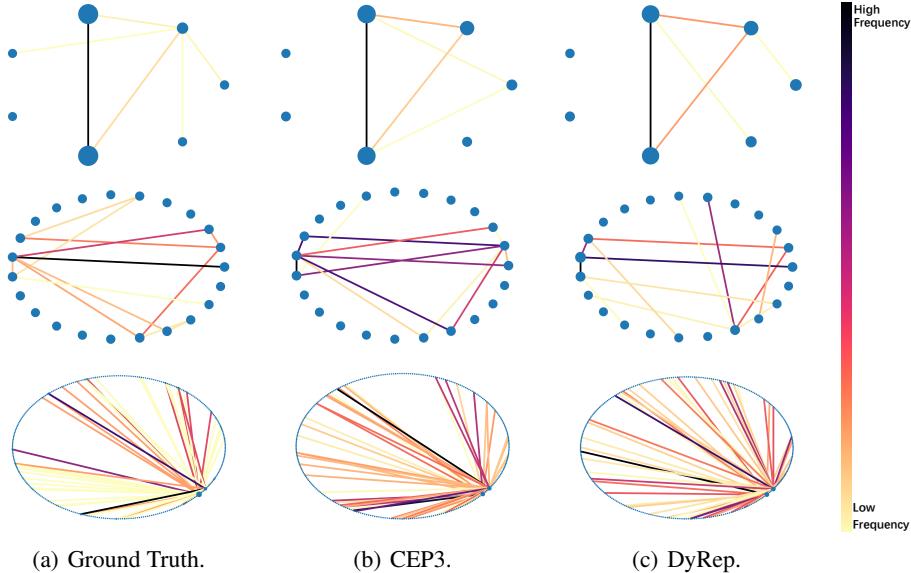 High
Frequency
Low
Frequency
(a) Ground Truth.
(b) CEP3.
(c) DyRep.